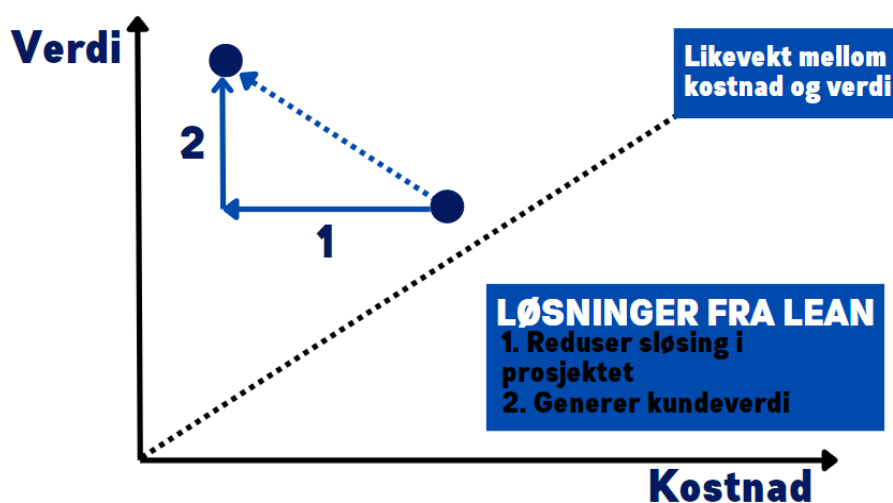 Verdi
Likevekt mellom
kostnad og verdi
2
1
LØSNINGER FRA LEAN
1. Reduser sløsing i
prosjektet
2. Generer kundeverdi
Kostnad